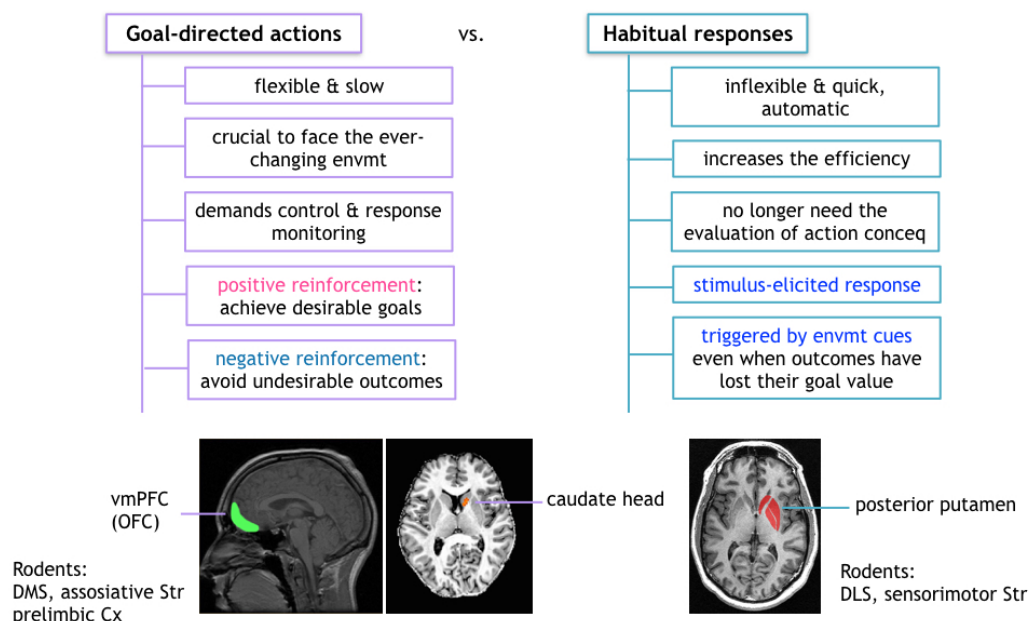 Goal-directed actions
vs.
Habitual responses
flexible & slow
crucial to face the ever-
changing envmt
demands control & response
monitoring
positive reinforcement:
achieve desirable goals
negative reinforcement:
avoid undesirable outcomes
inflexible & quick,
automatic
increases the efficiency
no longer need the
evaluation of action conceq
stimulus-elicited response
triggered by envmt cues
even when outcomes have
lost their goal value
vmPFC
(OFC)
caudate head
posterior putamen
Rodents:
DMS, assosiative Str
prelimbic Cx
Rodents:
DLS, sensorimotor Str